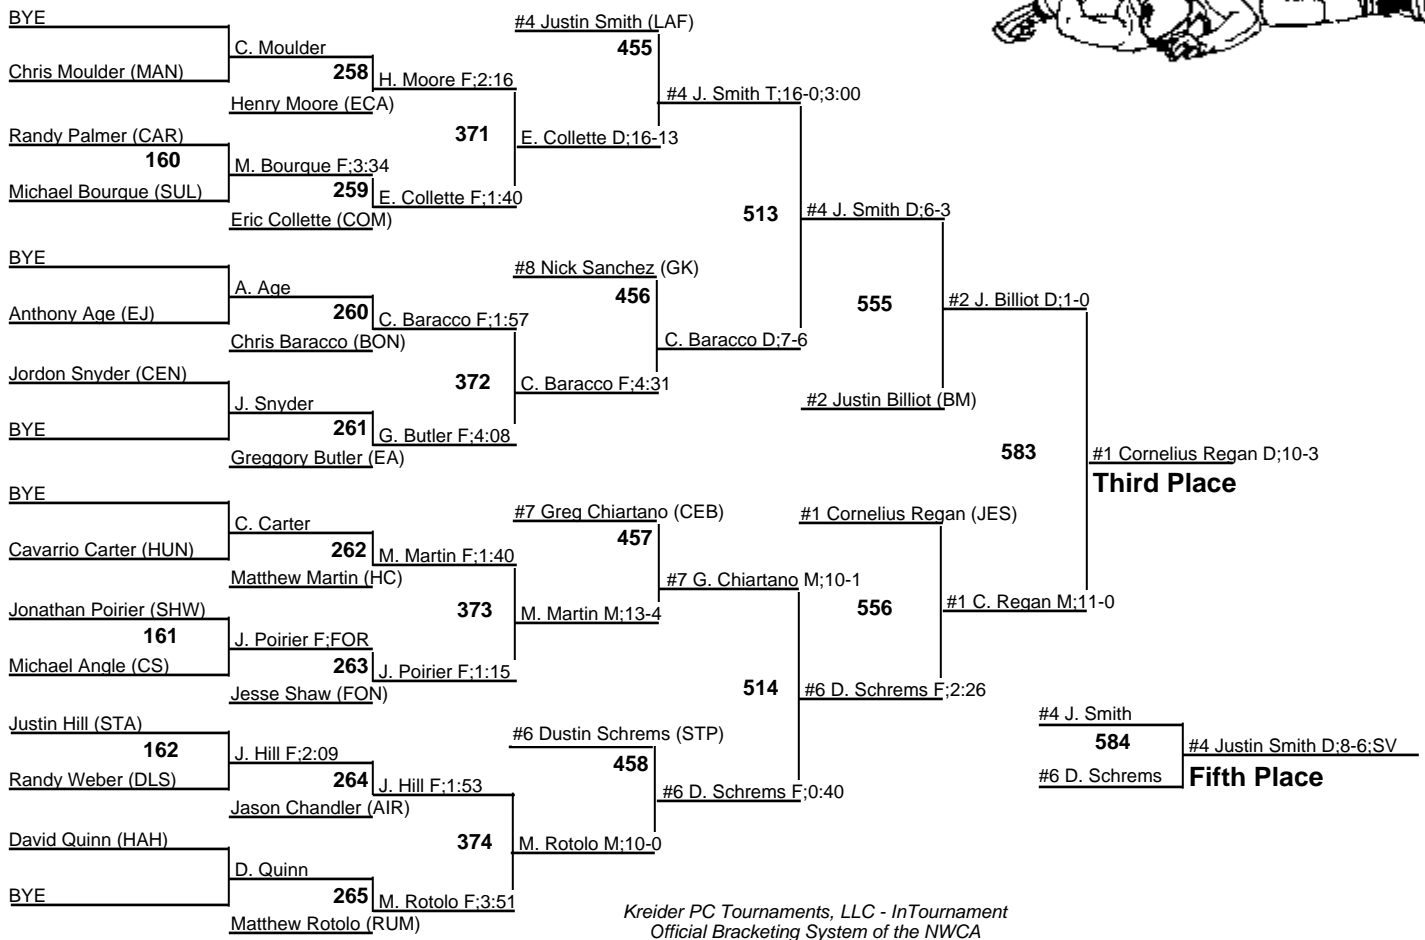 BYE
#4 Justin Smith (LAF)
C. Moulder
455
Chris Moulder (MAN)
258
H. Moore F;2:16
Henry Moore (ECA)
#4 J. Smith T;16-0;3:00
Randy Palmer (CAR)
371
E. Collette D;16-13
160
M. Bourque F;3:34
Michael Bourque (SUL)
259
E. Collette F;1:40
Eric Collette (COM)
513
#4 J. Smith D;6-3
BYE
#8 Nick Sanchez (GK)
A. Age
456
555
#2 J. Billiot D;1-0
Anthony Age (EJ)
260
C. Baracco F;1:57
Chris Baracco (BON)
C. Baracco D;7-6
Jordon Snyder (CEN)
372
C. Baracco F;4:31
J. Snyder
#2 Justin Billiot (BM)
BYE
261
G. Butler F;4:08
Greggory Butler (EA)
583
#1 Cornelius Regan D;10-3
Third Place
BYE
#7 Greg Chiartano (CEB)
#1 Cornelius Regan (JES)
C. Carter
457
Cavarrio Carter (HUN)
262
M. Martin F;1:40
Matthew Martin (HC)
#7 G. Chiartano M;10-1
Jonathan Poirier (SHW)
373
M. Martin M;13-4
556
#1 C. Regan M;11-0
161
J. Poirier F;FOR
Michael Angle (CS)
263
J. Poirier F;1:15
Jesse Shaw (FON)
514
#6 D. Schrems F;2:26
Justin Hill (STA)
#6 Dustin Schrems (STP)
#4 J. Smith
162
J. Hill F;2:09
458
584
#4 Justin Smith D;8-6;SV
Randy Weber (DLS)
264
J. Hill F;1:53
#6 D. Schrems
Fifth Place
Jason Chandler (AIR)
#6 D. Schrems F;0:40
David Quinn (HAH)
374
M. Rotolo M;10-0
D. Quinn
BYE
265
M. Rotolo F;3:51
Matthew Rotolo (RUM)
Kreider PC Tournaments, LLC - InTournament
Official Bracketing System of the NWCA